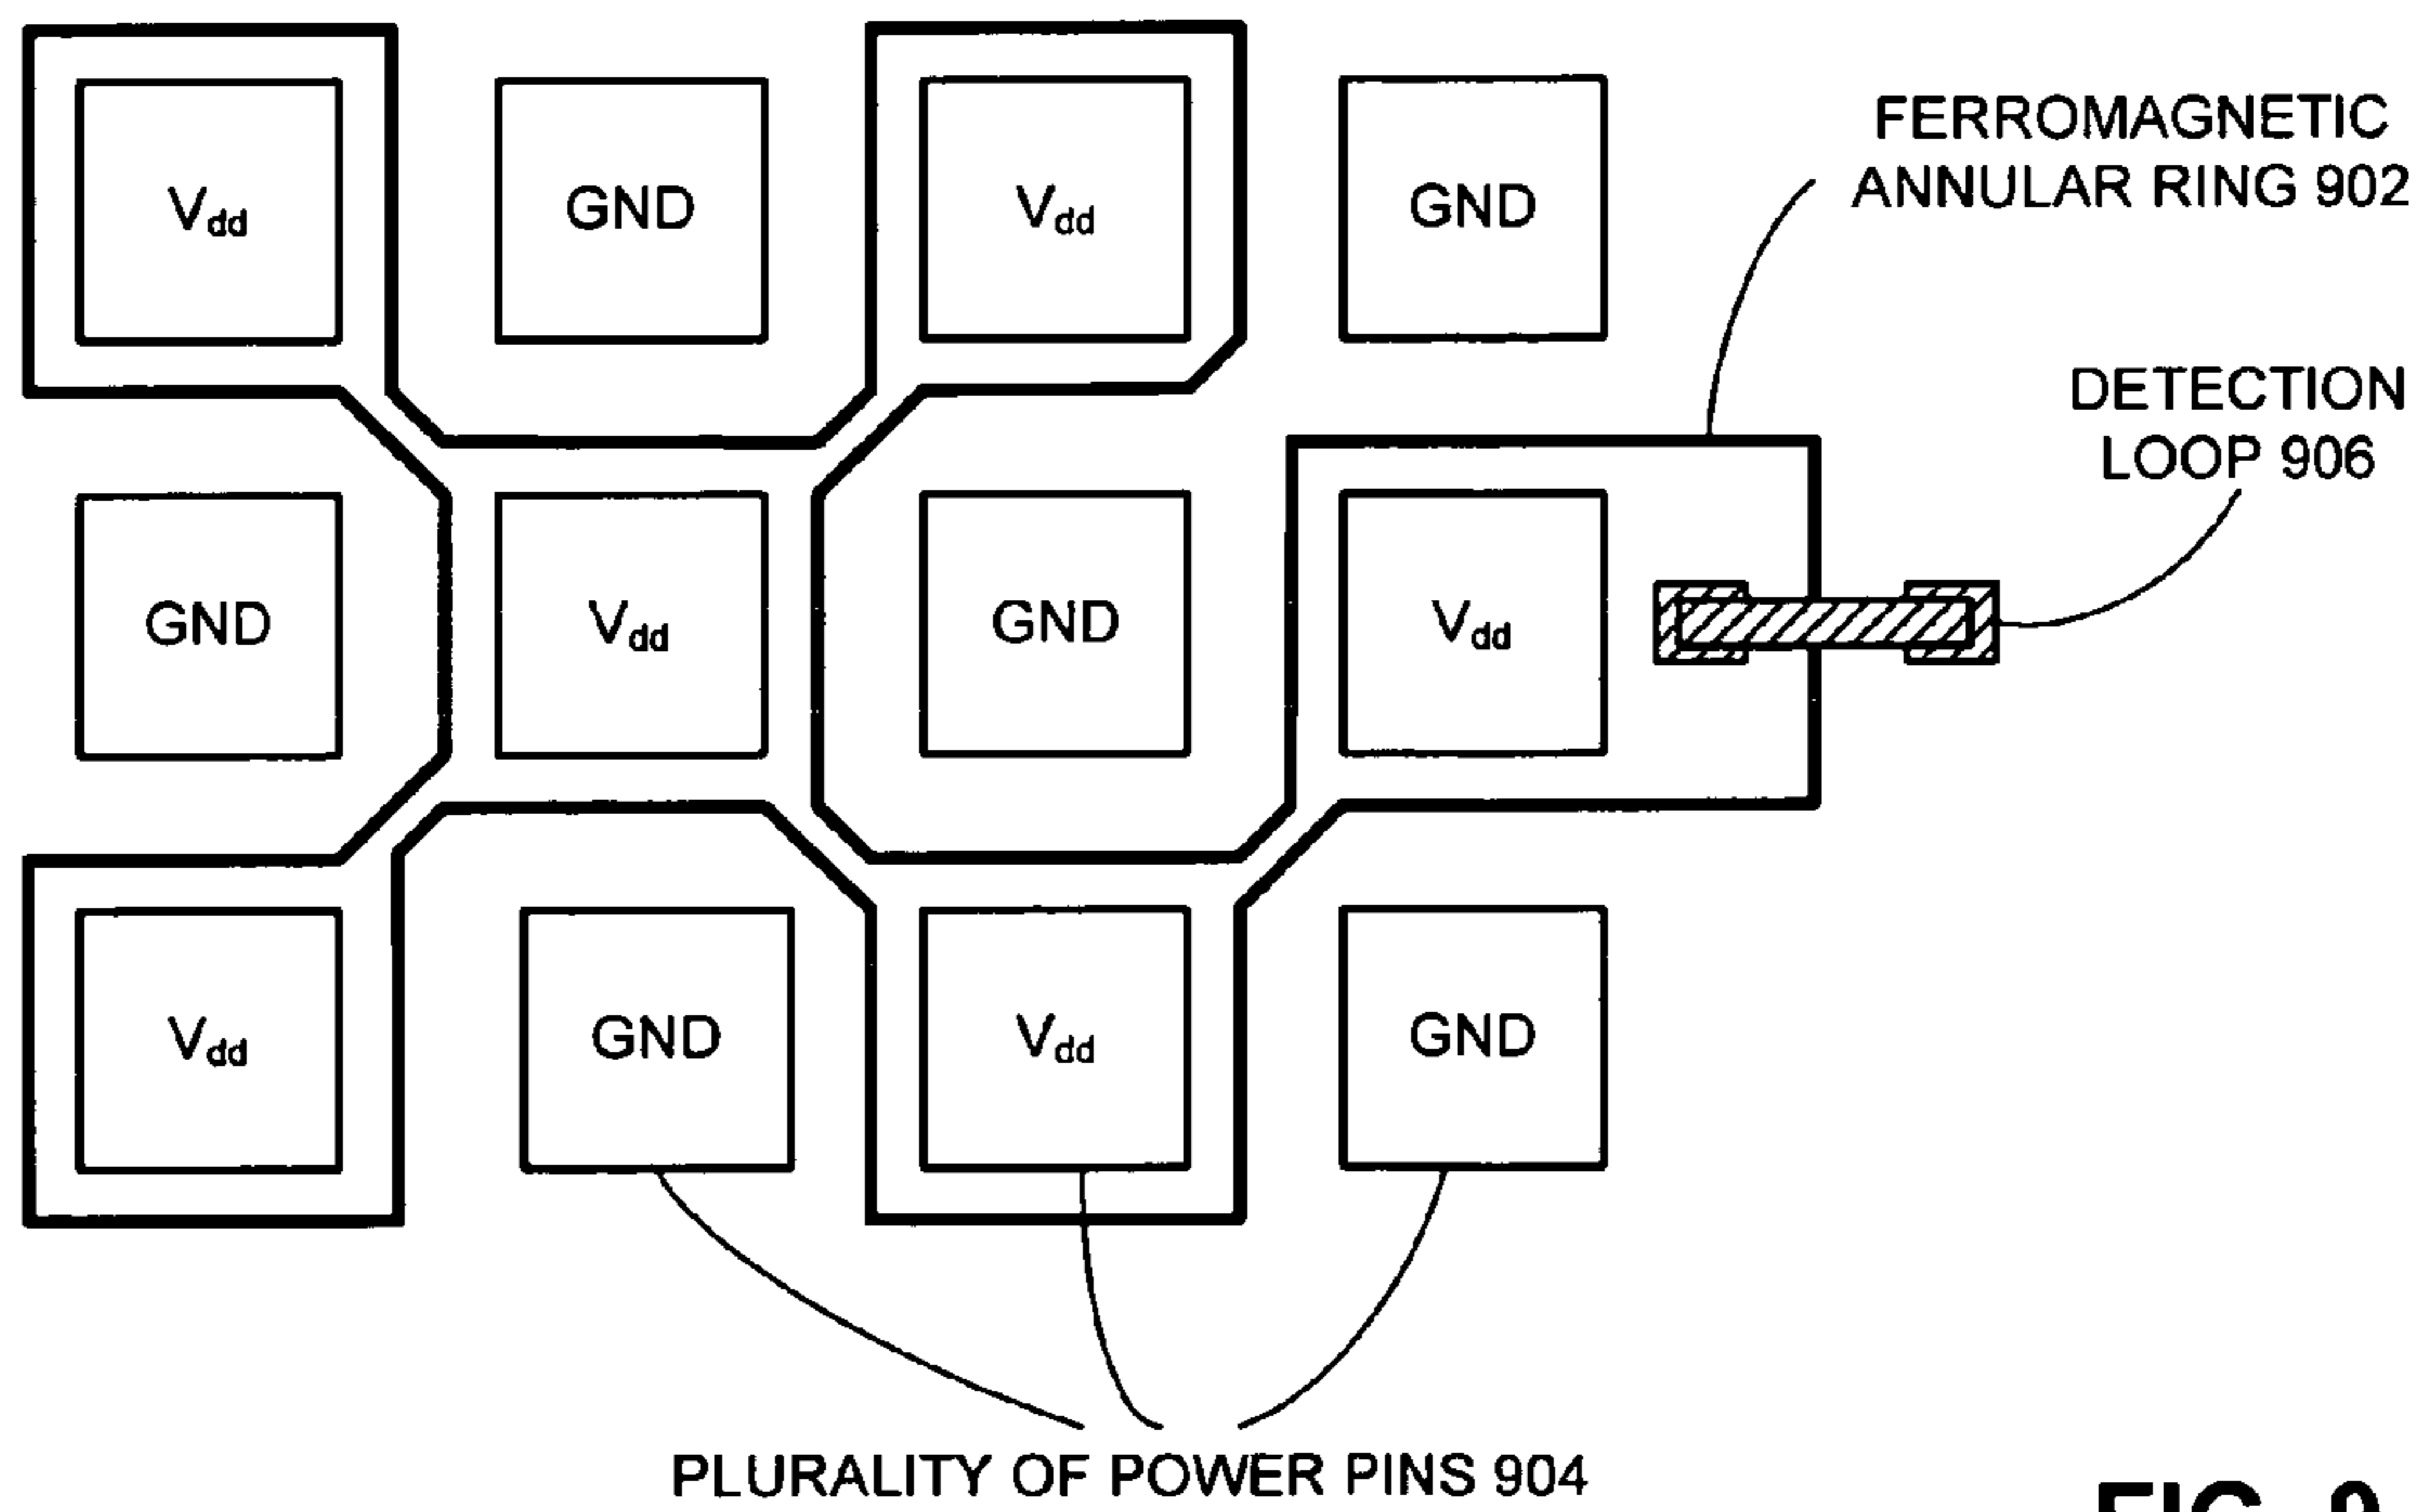 Vdd GND Vdd GND
FERROMAGNETIC
ANNULAR RING 902
DETECTION
LOOP 906
GND Vdd GND Vdd
Vdd GND Vdd GND
PLURALITY OF POWER PINS 904